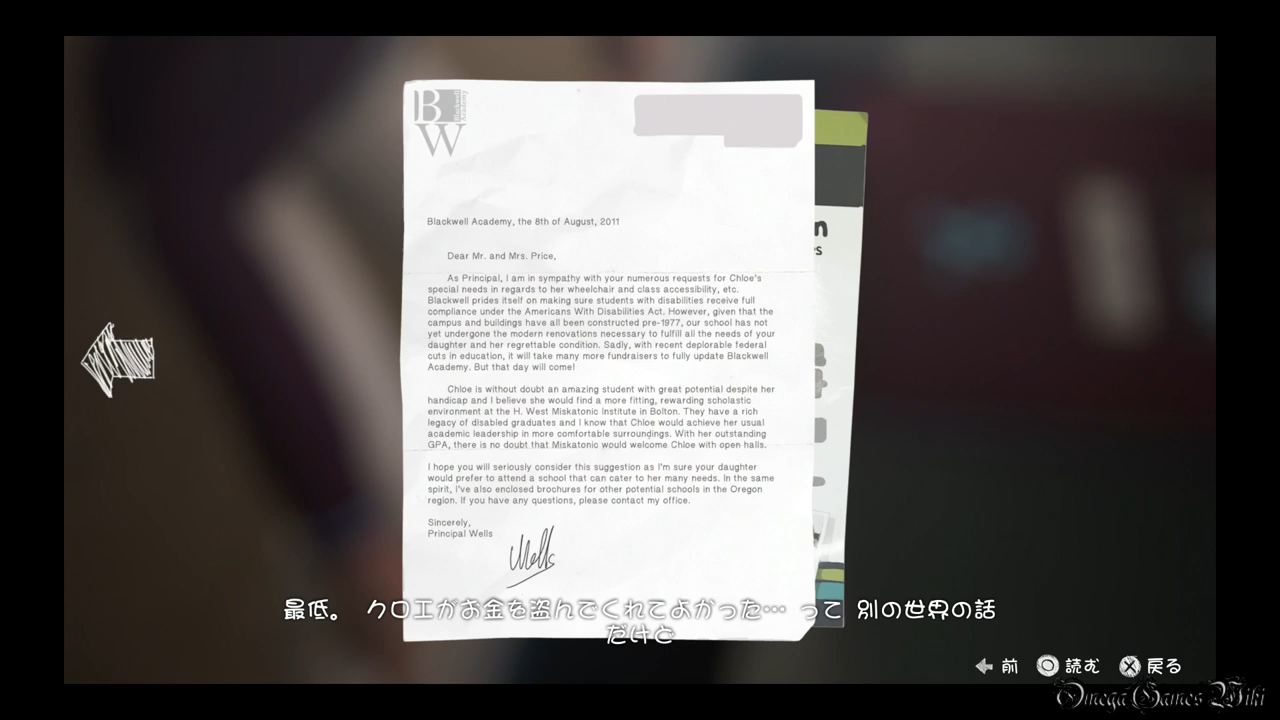 B
W
Blackwell
Academy
Blackwell Academy, the 8th of August, 2011
Dear Mr. and Mrs. Price,
As Principal, I am in sympathy with your numerous requests for Chloe's
special needs in regards to her wheelchair and class accessibility, etc.
Blackwell prides itself on making sure students with disabilities receive full
compliance under the Americans With Disabilities Act. However, given that the
campus and buildings have all been constructed pre-1977, our school has not
yet undergone the modern renovations necessary to fulfill all the needs of your
daughter and her regrettable condition. Sadly, with recent deplorable federal
cuts in education, it will take many more fundraisers to fully update Blackwell
Academy. But that day will come!
Chloe is without doubt an amazing student with great potential despite her
handicap and I believe she would find a more fitting, rewarding scholastic
environment at the H. West Miskatonic Institute in Bolton. They have a rich
legacy of disabled graduates and I know that Chloe would achieve her usual
academic leadership in more comfortable surroundings. With her outstanding
GPA, there is no doubt that Miskatonic would welcome Chloe with open halls.
I hope you will seriously consider this suggestion as I'm sure your daughter
would prefer to attend a school that can cater to her many needs. In the same
spirit, i've also enclosed brochures for other potential schools in the Oregon
region. If you have any questions, please contact my office.
Sincerely,
Principal Wells
Wells
n
s
最低。 クロエがお金を盗んでくれてよかった… って 別の世界の話
だけど
前 読む 戻る
Omega Games Wiki